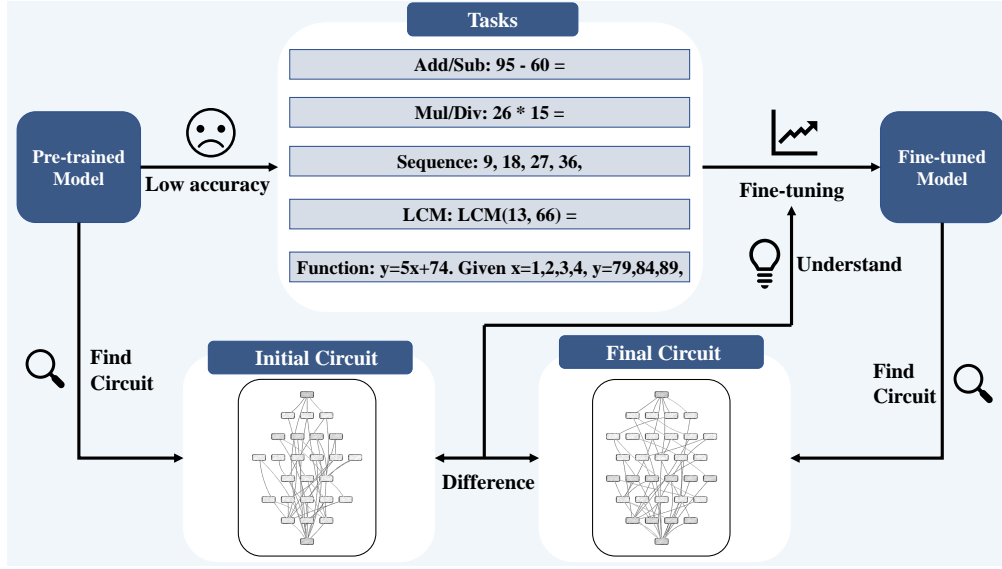 Tasks
Add/Sub: 95 - 60 =
Mul/Div: 26 * 15 =
Sequence: 9, 18, 27, 36,
LCM: LCM(13, 66) =
Function: y=5x+74. Given x=1,2,3,4, y=79,84,89,
Pre-trained
Model
Low accuracy
Fine-tuning
Fine-tuned
Model
Understand
Find
Circuit
Initial Circuit
Final Circuit
Find
Circuit
Difference